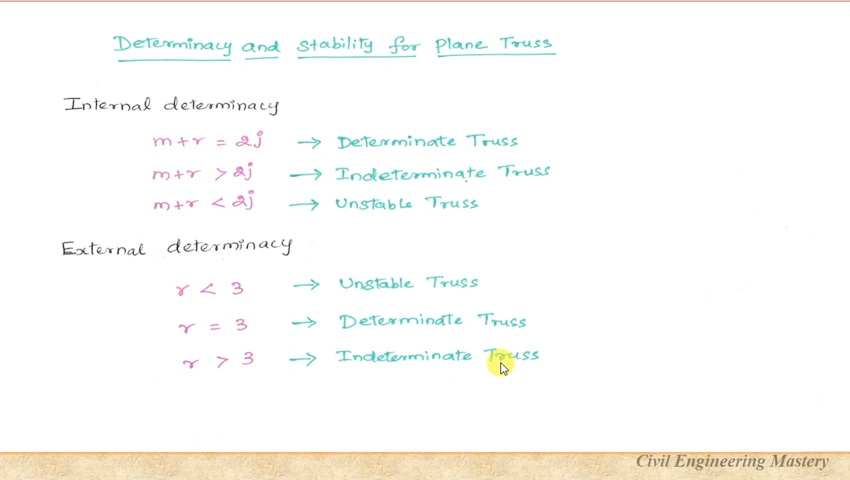 Determinacy and stability for plane Truss
Internal determinacy
m+r = 2j → Determinate Truss
m+r > 2j → Indeterminate Truss
m+r < 2j → Unstable Truss
External determinacy
r < 3 → Unstable Truss
r = 3 → Determinate Truss
r > 3 → Indeterminate Truss
Civil Engineering Mastery